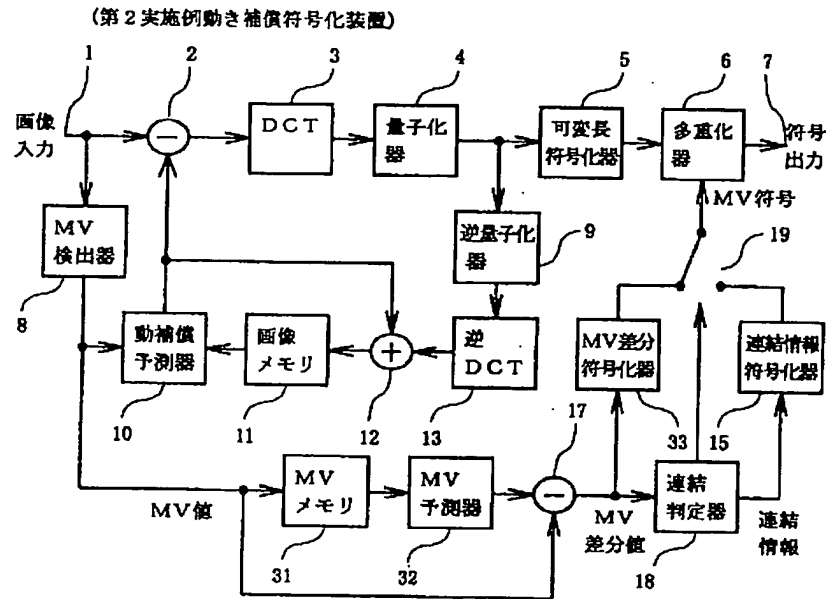 (第2実施例動き補償符号化装置)
1
2
3
4
5
6
7
画像
入力
−
DCT
量子化
器
可変長
符号化器
多重化
器
符号
出力
MV符号
MV
検出器
8
逆量子化
器
9
19
動補償
予測器
10
画像
メモリ
11
+
12
逆
DCT
13
17
MV差分
符号化器
33
連結情報
符号化器
15
MV値
MV
メモリ
31
MV
予測器
32
−
MV
差分値
連結
判定器
18
連結
情報